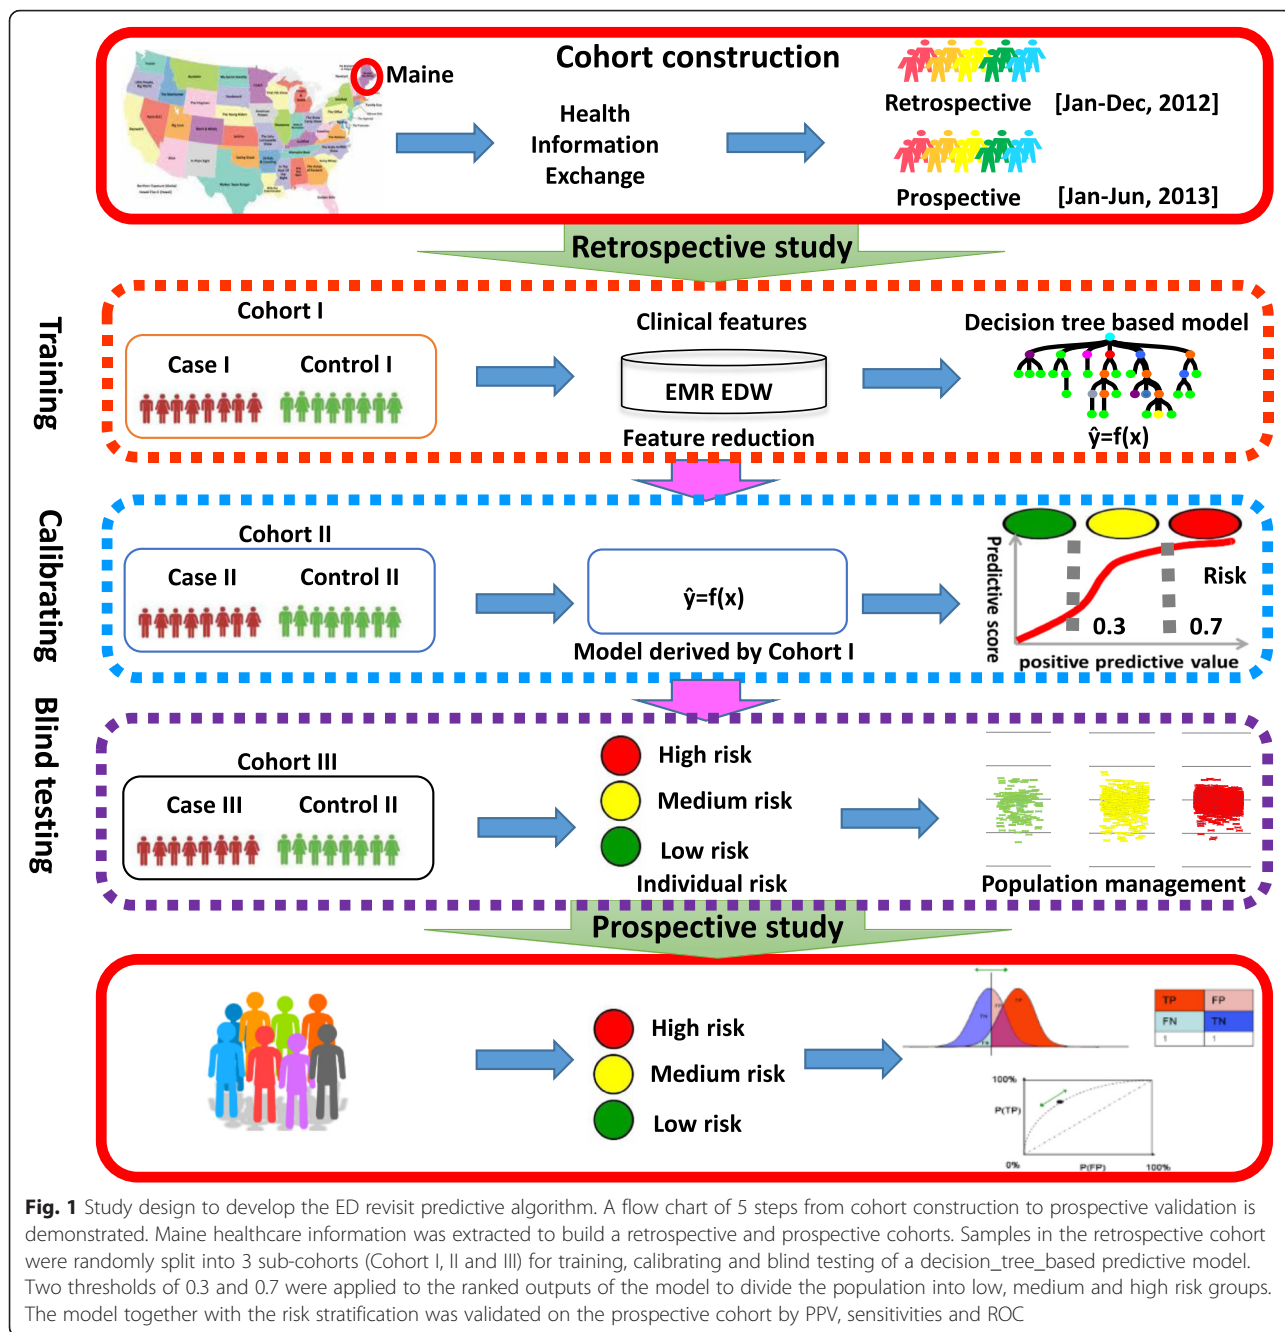 Cohort construction
Maine
Health
Information
Exchange
Retrospective [Jan-Dec, 2012]
Prospective [Jan-Jun, 2013]
Retrospective study
Training
Cohort I
Case I Control I
Clinical features
EMR EDW
Feature reduction
Decision tree based model
ŷ=f(x)
Calibrating
Cohort II
Case II Control II
ŷ=f(x)
Model derived by Cohort I
Predictive score
Risk
0.3 0.7
positive predictive value
Blind testing
Cohort III
Case III Control II
High risk
Medium risk
Low risk
Individual risk
Population management
Prospective study
High risk
Medium risk
Low risk
TN FP TP
FN
TP FP
FN TN
1 1
100%
P(TP)
0% P(FP) 100%
Fig. 1 Study design to develop the ED revisit predictive algorithm. A flow chart of 5 steps from cohort construction to prospective validation is
demonstrated. Maine healthcare information was extracted to build a retrospective and prospective cohorts. Samples in the retrospective cohort
were randomly split into 3 sub-cohorts (Cohort I, II and III) for training, calibrating and blind testing of a decision_tree_based predictive model.
Two thresholds of 0.3 and 0.7 were applied to the ranked outputs of the model to divide the population into low, medium and high risk groups.
The model together with the risk stratification was validated on the prospective cohort by PPV, sensitivities and ROC